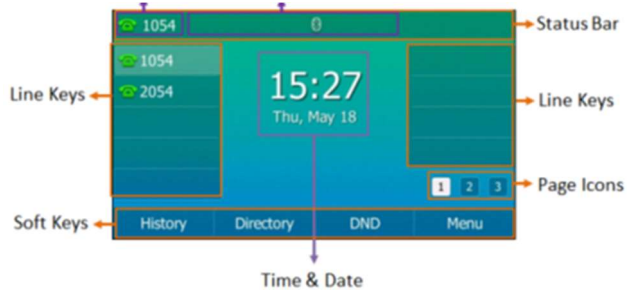 1054
Status Bar
1054
2054
15:27
Thu, May 18
Line Keys
Line Keys
1 2 3
Page Icons
Soft Keys
History Directory DND Menu
Time & Date